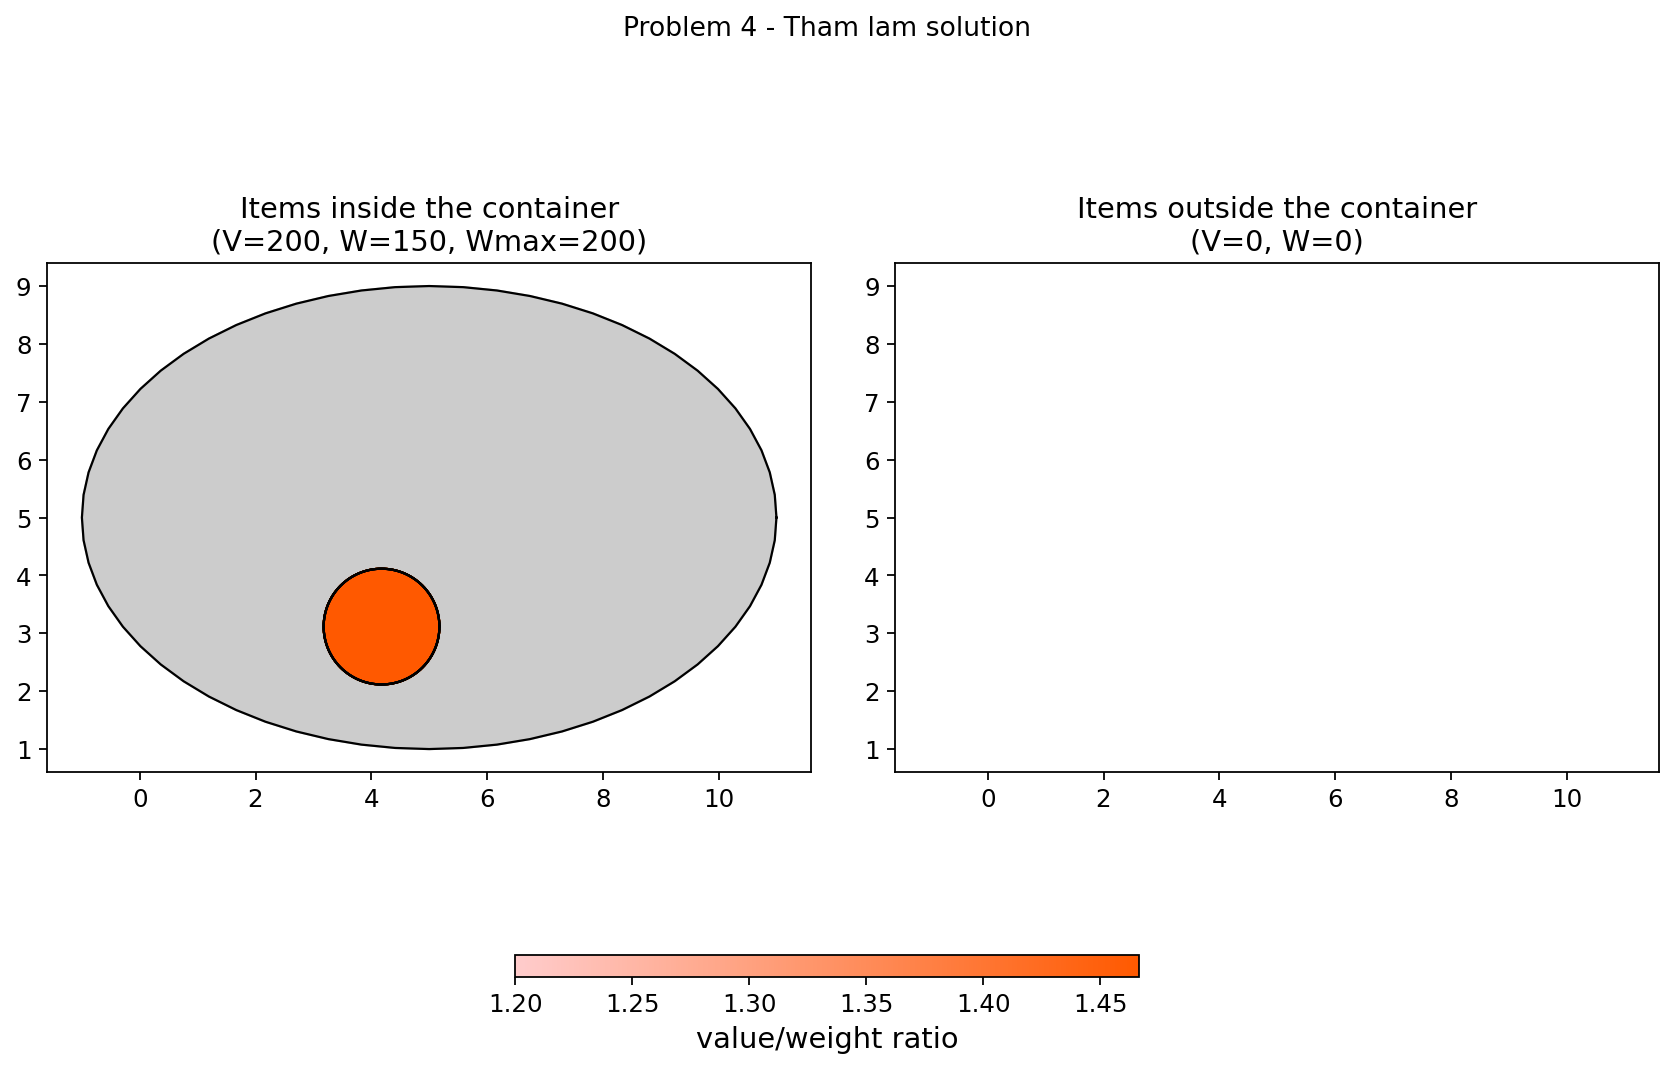 Problem 4 - Tham lam solution
Items inside the container
(V=200, W=150, Wmax=200)
9
8
7
6
5
4
3
2
1
0 2 4 6 8 10
Items outside the container
(V=0, W=0)
9
8
7
6
5
4
3
2
1
0 2 4 6 8 10
1.20 1.25 1.30 1.35 1.40 1.45
value/weight ratio